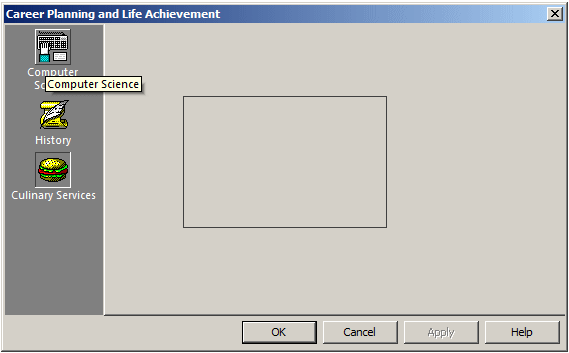 Career Planning and Life Achievement
Computer
Sc
Computer Science
History
Culinary Services
OK
Cancel
Apply
Help